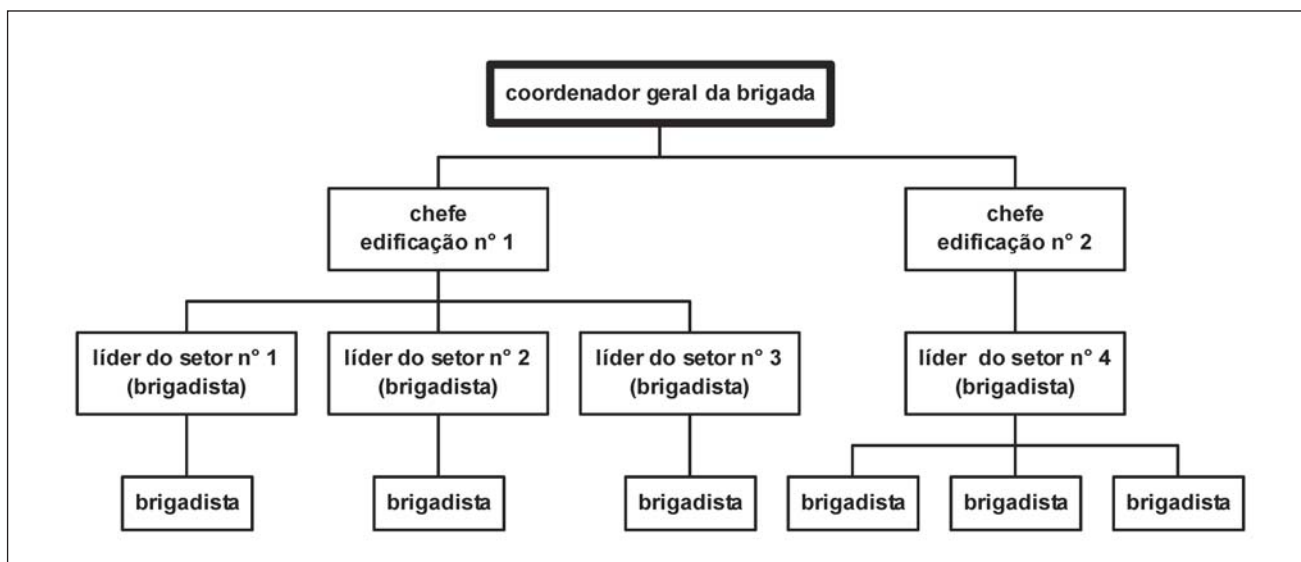 coordenador geral da brigada
chefe
edificação n° 1
chefe
edificação n° 2
líder do setor n° 1
(brigadista)
líder do setor n° 2
(brigadista)
líder do setor n° 3
(brigadista)
líder do setor n° 4
(brigadista)
brigadista
brigadista
brigadista
brigadista
brigadista
brigadista